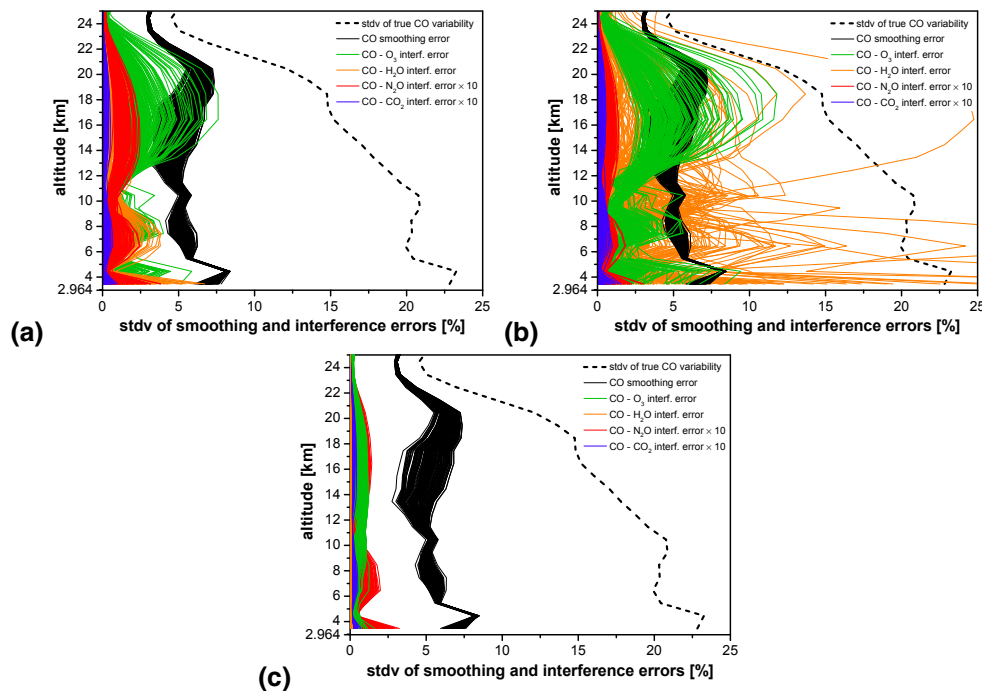 24
22
20
18
16
14
12
10
8
6
4
2.964
altitude [km]
stdv of true CO variability
CO smoothing error
CO - O₃ interf. error
CO - H₂O interf. error
CO - N₂O interf. error × 10
CO - CO₂ interf. error × 10
0 5 10 15 20 25
stdv of smoothing and interference errors [%]
(a)
24
22
20
18
16
14
12
10
8
6
4
2.964
altitude [km]
stdv of true CO variability
CO smoothing error
CO - O₃ interf. error
CO - H₂O interf. error
CO - N₂O interf. error × 10
CO - CO₂ interf. error × 10
0 5 10 15 20 25
stdv of smoothing and interference errors [%]
(b)
24
22
20
18
16
14
12
10
8
6
4
2.964
altitude [km]
stdv of true CO variability
CO smoothing error
CO - O₃ interf. error
CO - H₂O interf. error
CO - N₂O interf. error × 10
CO - CO₂ interf. error × 10
0 5 10 15 20 25
stdv of smoothing and interference errors [%]
(c)